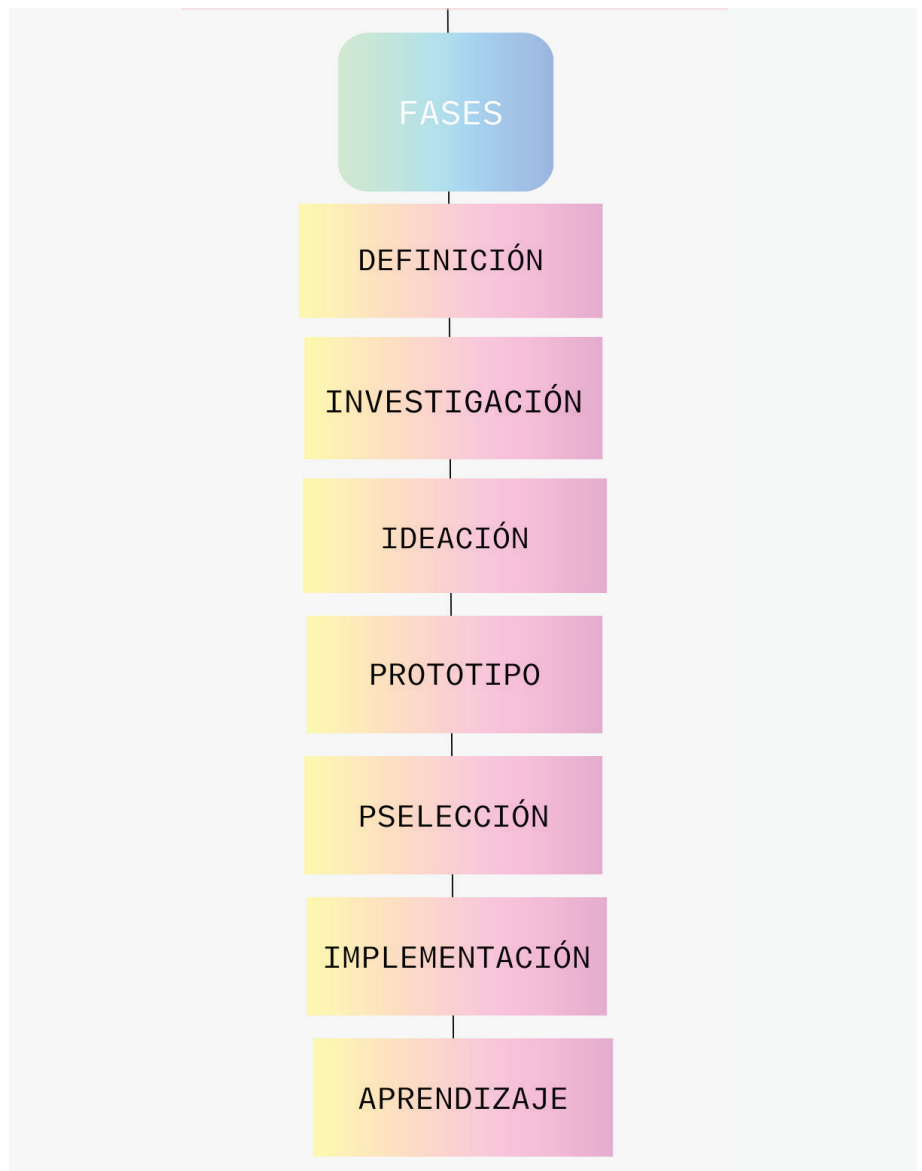 FASES
DEFINICIÓN
INVESTIGACIÓN
IDEACIÓN
PROTOTIPO
PSELECCIÓN
IMPLEMENTACIÓN
APRENDIZAJE